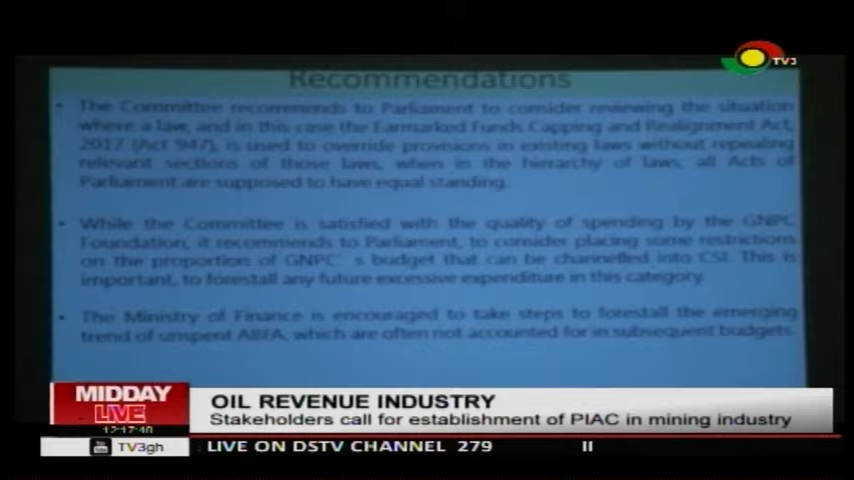 TV3
Recommendations
• The Committee recommends to Parliament to consider reviewing the situation
where a law, and in this case the Earmarked Funds Capping and Realignment Act,
2017 (Act 947), is used to override provisions in existing laws without repealing
relevant sections of those laws, when in the hierarchy of laws, all Acts of
Parliament are supposed to have equal standing.
• While the Committee is satisfied with the quality of spending by the GNPC
Foundation, it recommends to Parliament, to consider placing some restrictions
on the proportion of GNPC' s budget that can be channelled into CSI. This is
important, to forestall any future excessive expenditure in this category.
• The Ministry of Finance is encouraged to take steps to forestall the emerging
trend of unspent ABFA, which are often not accounted for in subsequent budgets.
MIDDAY
LIVE
12:17:40
OIL REVENUE INDUSTRY
Stakeholders call for establishment of PIAC in mining industry
TV3gh
LIVE ON DSTV CHANNEL 279